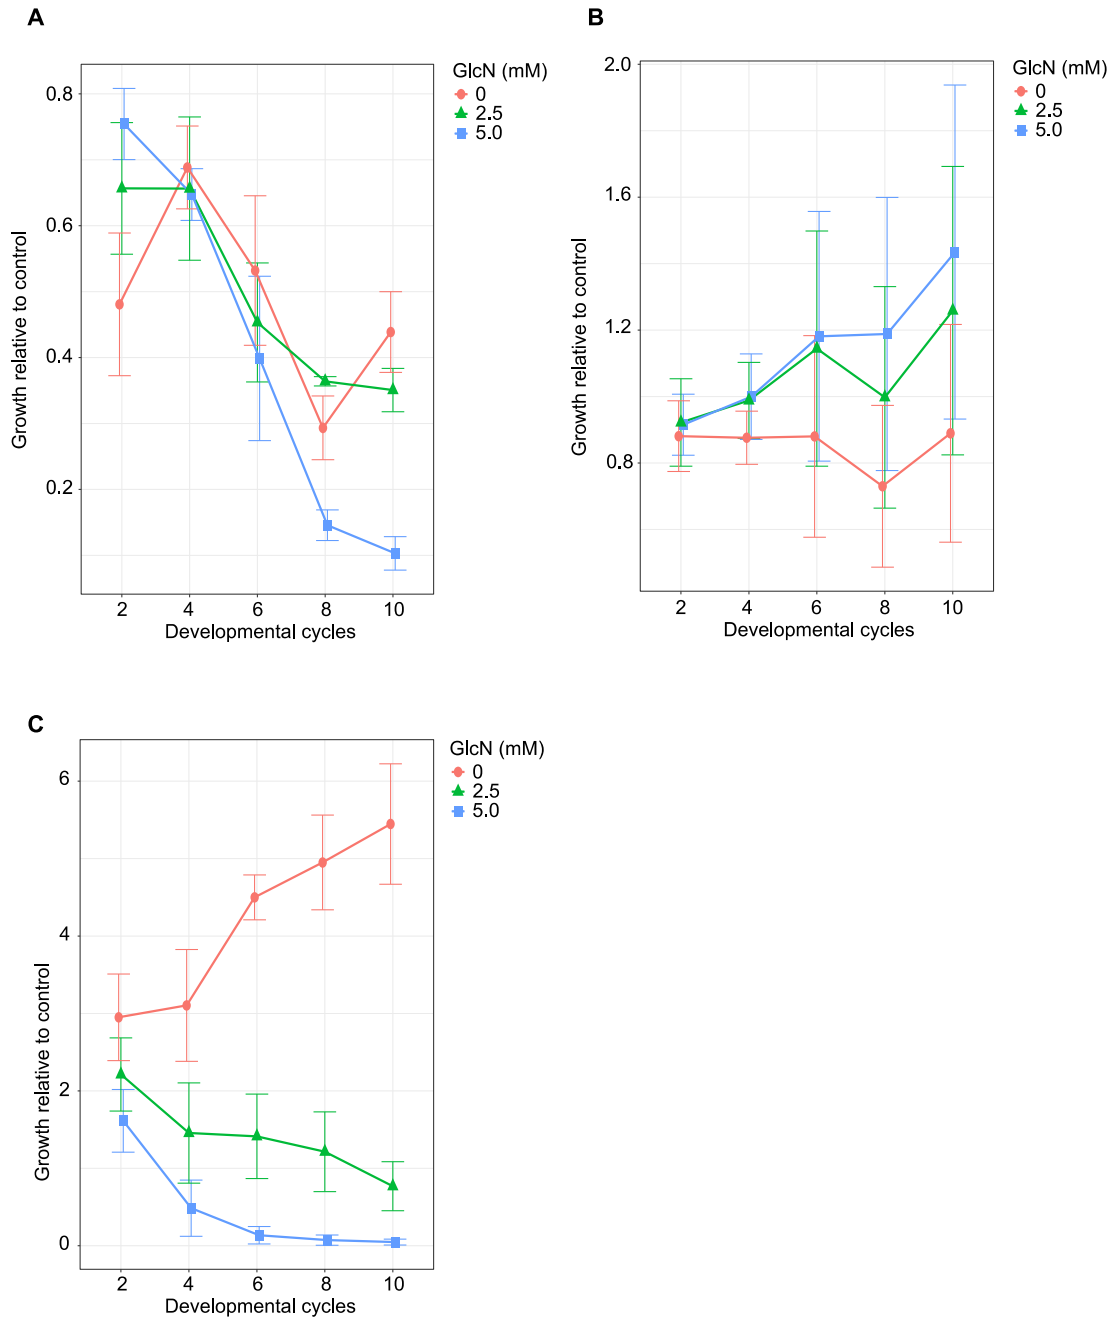 A
GlcN (mM)
0
2.5
5.0
0.8
0.6
0.4
0.2
Growth relative to control
2 4 6 8 10
Developmental cycles
B
GlcN (mM)
0
2.5
5.0
2.0
1.6
1.2
0.8
Growth relative to control
2 4 6 8 10
Developmental cycles
C
GlcN (mM)
0
2.5
5.0
6
4
2
0
Growth relative to control
2 4 6 8 10
Developmental cycles